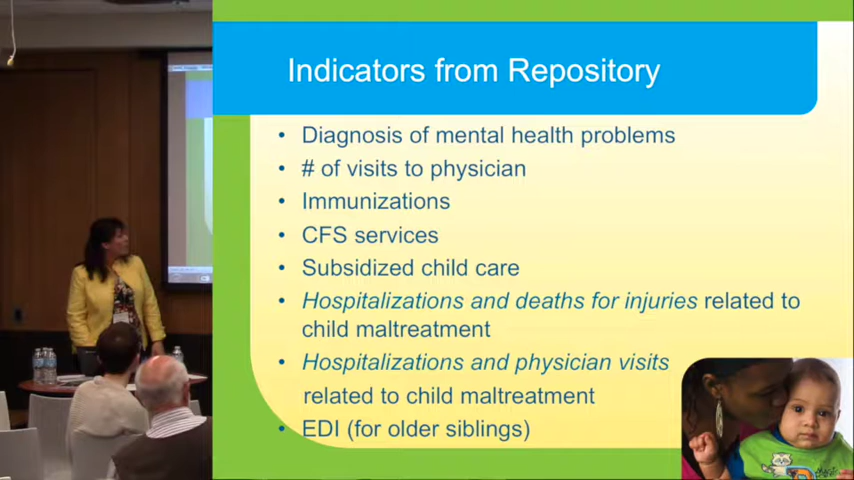 Indicators from Repository
• Diagnosis of mental health problems
• # of visits to physician
• Immunizations
• CFS services
• Subsidized child care
• Hospitalizations and deaths for injuries related to
child maltreatment
• Hospitalizations and physician visits
related to child maltreatment
• EDI (for older siblings)